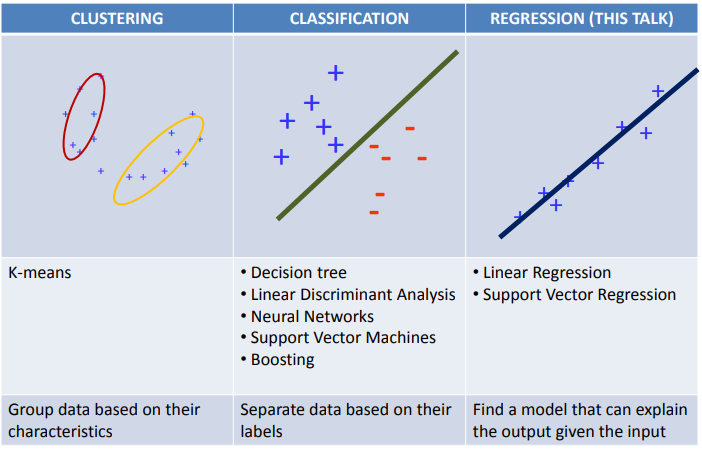 CLUSTERING
CLASSIFICATION
REGRESSION (THIS TALK)
K-means
• Decision tree
• Linear Discriminant Analysis
• Neural Networks
• Support Vector Machines
• Boosting
• Linear Regression
• Support Vector Regression
Group data based on their
characteristics
Separate data based on their
labels
Find a model that can explain
the output given the input